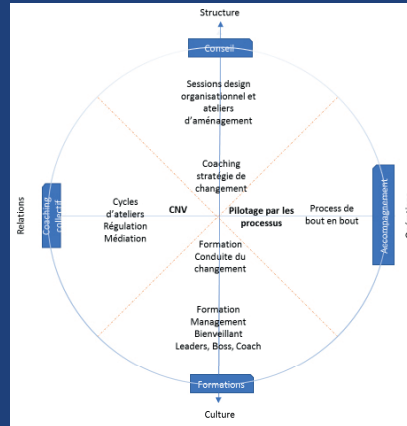 Structure
Conseil
Sessions design
organisationnel et
ateliers
d'aménagement
Coaching
stratégie de
changement
Relations
Coaching
collectif
Cycles
d'ateliers
Régulation
Médiation
CNV
Pilotage par les
processus
Process de
bout en bout
Accompagnement
Formation
Conduite du
changement
Formation
Management
Bienveillant
Leaders, Boss, Coach
Formations
Culture